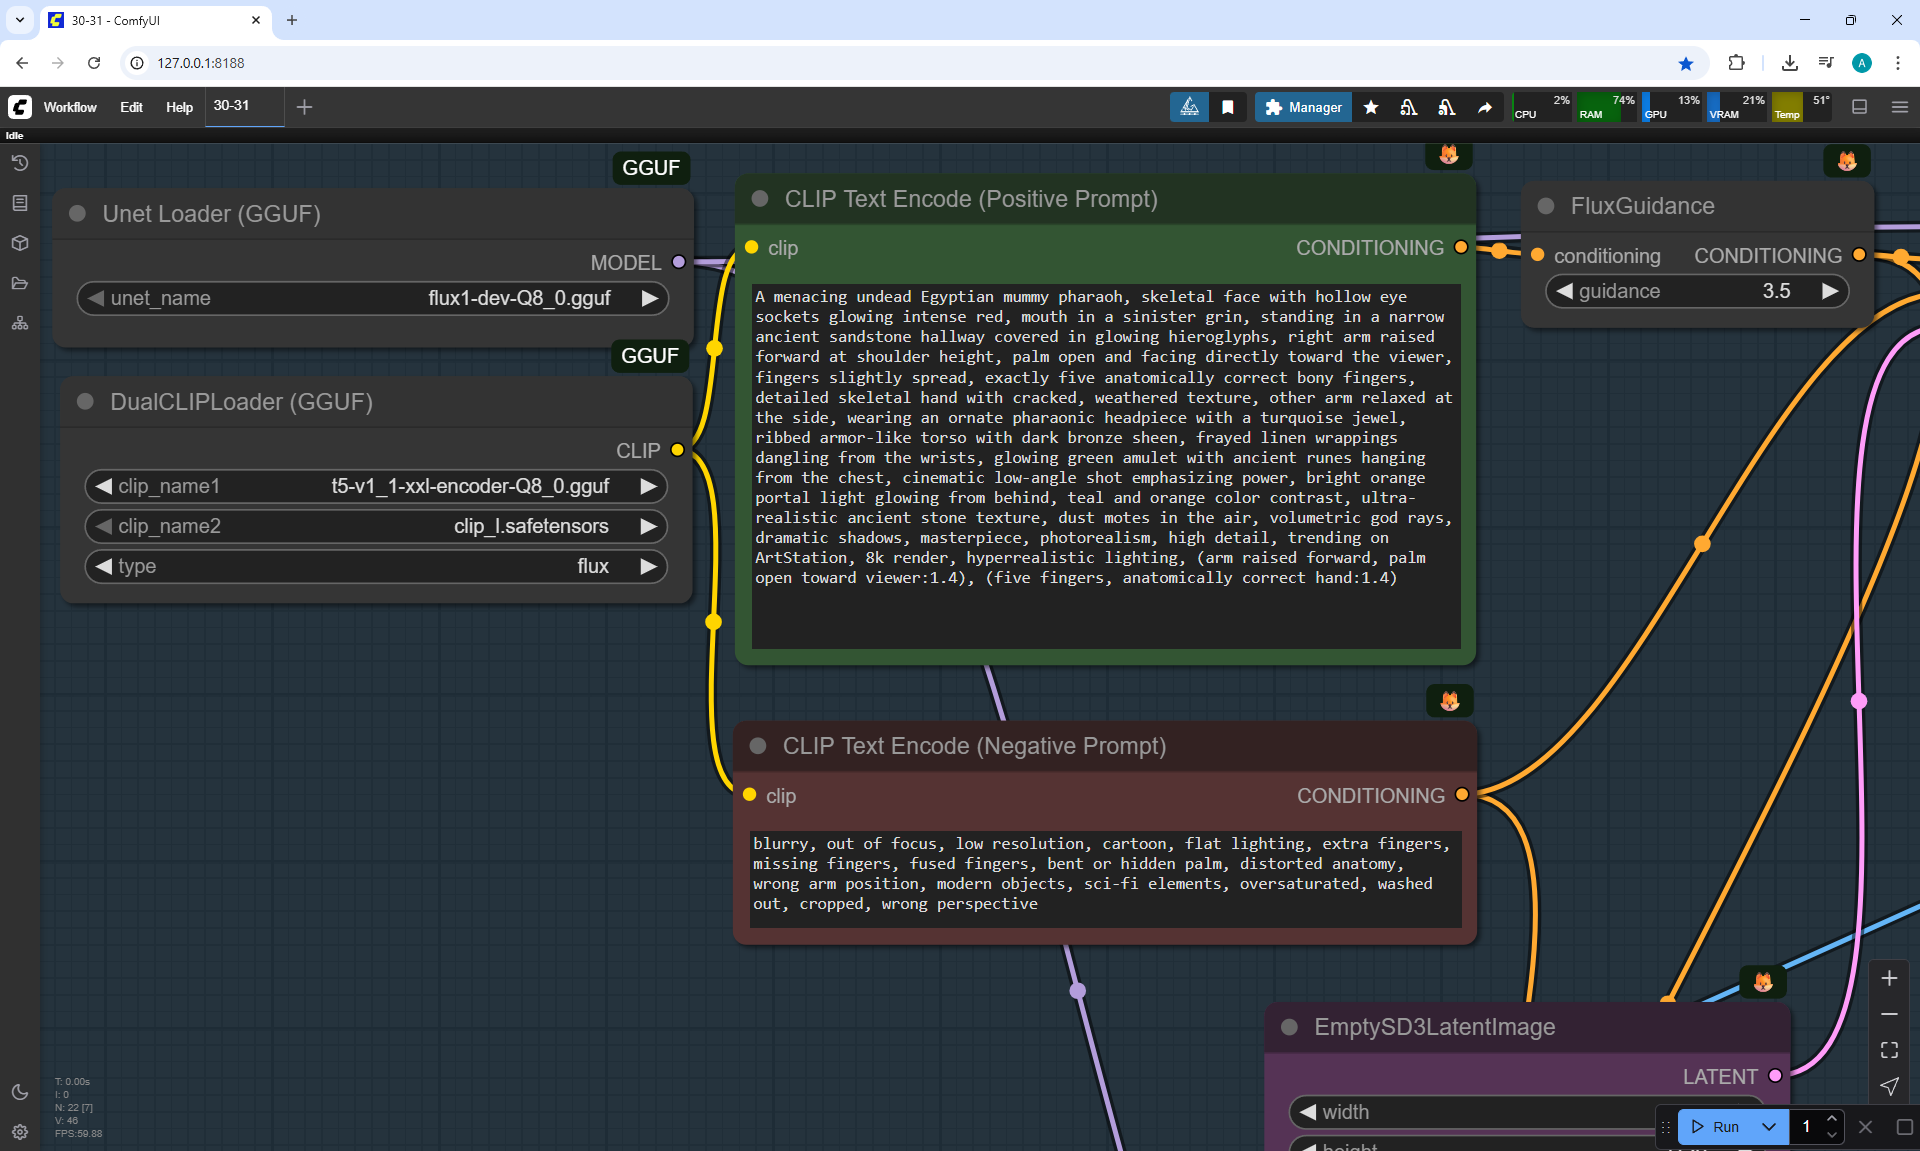 30-31 - ComfyUI
127.0.0.1:8188
Workflow Edit Help 30-31
Manager
CPU 2% RAM 74% GPU 13% VRAM 21% Temp 51°
Idle
GGUF
Unet Loader (GGUF)
MODEL
unet_name flux1-dev-Q8_0.gguf
GGUF
DualCLIPLoader (GGUF)
CLIP
clip_name1 t5-v1_1-xxl-encoder-Q8_0.gguf
clip_name2 clip_l.safetensors
type flux
CLIP Text Encode (Positive Prompt)
clip CONDITIONING
A menacing undead Egyptian mummy pharaoh, skeletal face with hollow eye
sockets glowing intense red, mouth in a sinister grin, standing in a narrow
ancient sandstone hallway covered in glowing hieroglyphs, right arm raised
forward at shoulder height, palm open and facing directly toward the viewer,
fingers slightly spread, exactly five anatomically correct bony fingers,
detailed skeletal hand with cracked, weathered texture, other arm relaxed at
the side, wearing an ornate pharaonic headpiece with a turquoise jewel,
ribbed armor-like torso with dark bronze sheen, frayed linen wrappings
dangling from the wrists, glowing green amulet with ancient runes hanging
from the chest, cinematic low-angle shot emphasizing power, bright orange
portal light glowing from behind, teal and orange color contrast, ultra-
realistic ancient stone texture, dust motes in the air, volumetric god rays,
dramatic shadows, masterpiece, photorealism, high detail, trending on
ArtStation, 8k render, hyperrealistic lighting, (arm raised forward, palm
open toward viewer:1.4), (five fingers, anatomically correct hand:1.4)
FluxGuidance
conditioning CONDITIONING
guidance 3.5
CLIP Text Encode (Negative Prompt)
clip CONDITIONING
blurry, out of focus, low resolution, cartoon, flat lighting, extra fingers,
missing fingers, fused fingers, bent or hidden palm, distorted anatomy,
wrong arm position, modern objects, sci-fi elements, oversaturated, washed
out, cropped, wrong perspective
EmptySD3LatentImage
LATENT
width
height
T: 0.00s
I: 0
N: 22 [7]
V: 46
FPS:59.88
Run 1
A